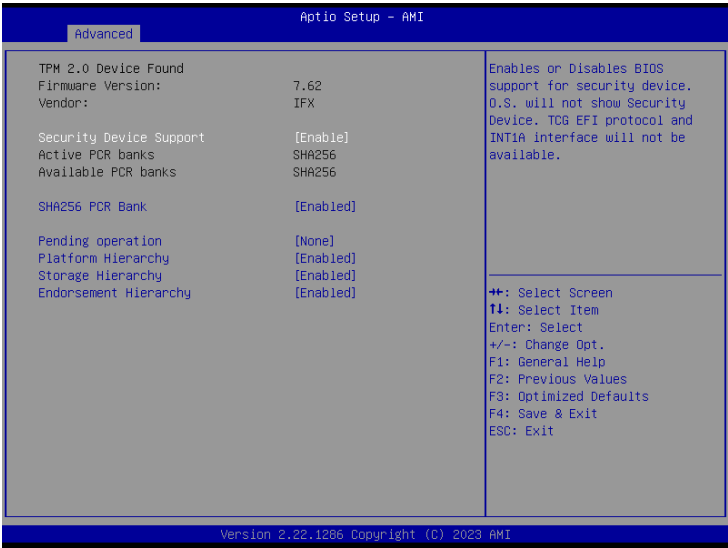 Aptio Setup - AMI
Advanced
TPM 2.0 Device Found
Firmware Version: 7.62
Vendor: IFX
Security Device Support [Enable]
Active PCR banks SHA256
Available PCR banks SHA256
SHA256 PCR Bank [Enabled]
Pending operation [None]
Platform Hierarchy [Enabled]
Storage Hierarchy [Enabled]
Endorsement Hierarchy [Enabled]
Enables or Disables BIOS
support for security device.
O.S. will not show Security
Device. TCG EFI protocol and
INT1A interface will not be
available.
→←: Select Screen
↑↓: Select Item
Enter: Select
+/-: Change Opt.
F1: General Help
F2: Previous Values
F3: Optimized Defaults
F4: Save & Exit
ESC: Exit
Version 2.22.1286 Copyright (C) 2023 AMI